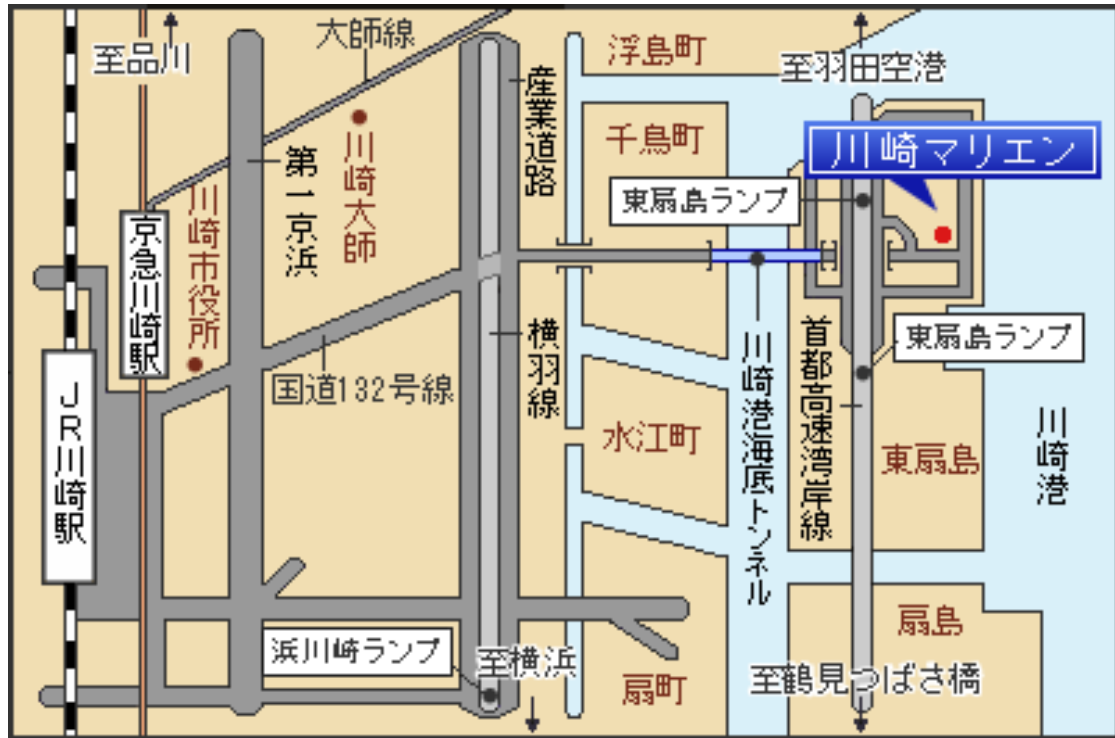 至品川
大師線
浮島町
至羽田空港
産業道路
千鳥町
川崎マリエン
第一京浜
川崎大師
川崎市役所
東扇島ランプ
京急川崎駅
横羽線
首都高速湾岸線
東扇島ランプ
川崎港海底トンネル
国道132号線
JR川崎駅
水江町
東扇島
川崎港
浜川崎ランプ
至横浜
扇町
扇島
至鶴見つばさ橋